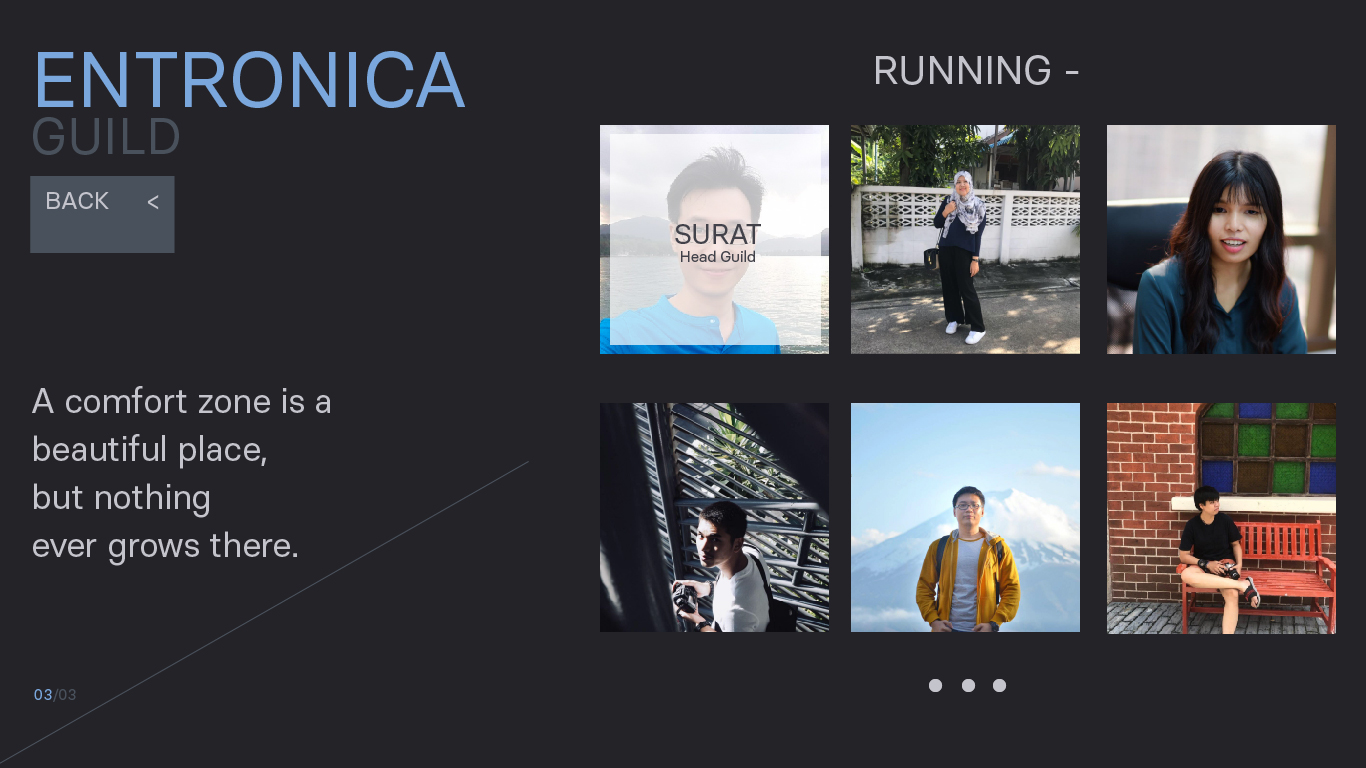 ENTRONICA
GUILD
BACK <
A comfort zone is a
beautiful place,
but nothing
ever grows there.
03/03
RUNNING -
SURAT
Head Guild